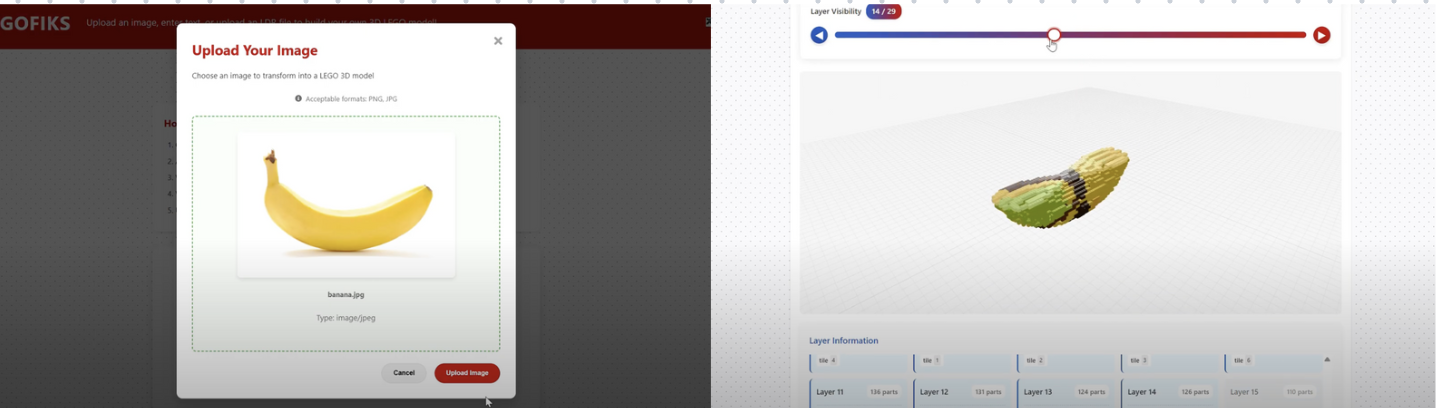 GOFIKS
Upload an image, enter text, or upload an LDR file to build your own 3D LEGO model!
Upload Your Image
Choose an image to transform into a LEGO 3D model
Acceptable formats: PNG, JPG
Ho
1.
2.
3.
4.
5.
banana.jpg
Type: image/jpeg
Cancel
Upload Image
Layer Visibility 14 / 29
Layer Information
tile 4 tile 1 tile 2 tile 3 tile 6
Layer 11 136 parts Layer 12 131 parts Layer 13 124 parts Layer 14 126 parts Layer 15 110 parts